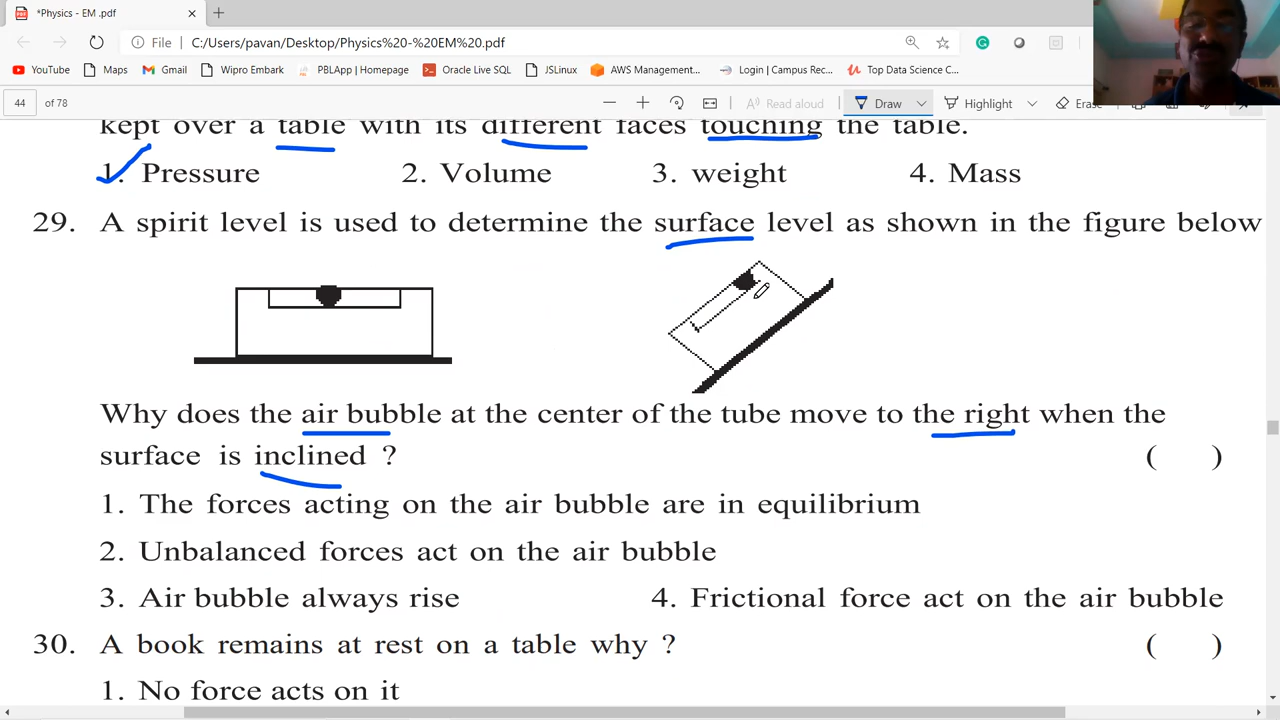 *Physics - EM .pdf
File C:/Users/pavan/Desktop/Physics%20-%20EM%20.pdf
YouTube Maps Gmail Wipro Embark PBLApp | Homepage Oracle Live SQL JSLinux AWS Management... Login | Campus Rec... Top Data Science C...
44 of 78 Read aloud Draw Highlight Erase
kept over a table with its different faces touching the table.
1. Pressure 2. Volume 3. weight 4. Mass
29. A spirit level is used to determine the surface level as shown in the figure below
Why does the air bubble at the center of the tube move to the right when the
surface is inclined ? ( )
1. The forces acting on the air bubble are in equilibrium
2. Unbalanced forces act on the air bubble
3. Air bubble always rise 4. Frictional force act on the air bubble
30. A book remains at rest on a table why ? ( )
1. No force acts on it